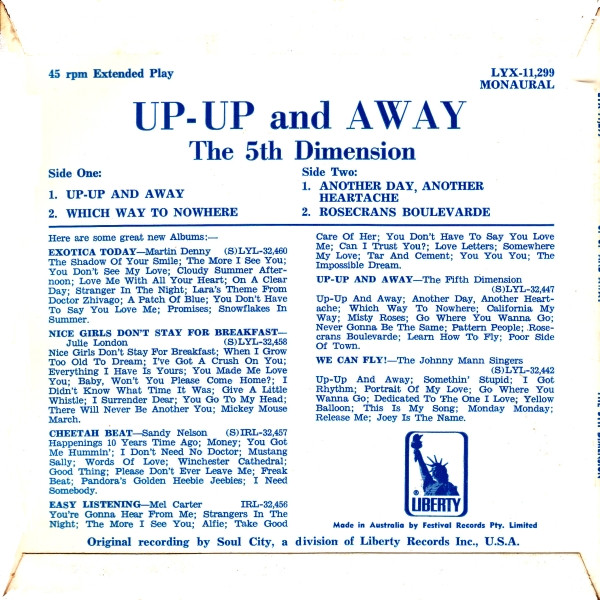 45 rpm Extended Play
LYX-11,299
MONAURAL
UP-UP and AWAY
The 5th Dimension
Side One:
1. UP-UP AND AWAY
2. WHICH WAY TO NOWHERE
Side Two:
1. ANOTHER DAY, ANOTHER
HEARTACHE
2. ROSECRANS BOULEVARDE
Here are some great new Albums:—
EXOTICA TODAY—Martin Denny (S)LYL-32,460
The Shadow Of Your Smile; The More I See You;
You Don't See My Love; Cloudy Summer After-
noon; Love Me With All Your Heart; On A Clear
Day; Stranger In The Night; Lara's Theme From
Doctor Zhivago; A Patch Of Blue; You Don't Have
To Say You Love Me; Promises; Snowflakes In
Summer.
NICE GIRLS DON'T STAY FOR BREAKFAST—
Julie London (S)LYL-32,458
Nice Girls Don't Stay For Breakfast; When I Grow
Too Old To Dream; I've Got A Crush On You;
Everything I Have Is Yours; You Made Me Love
You; Baby, Won't You Please Come Home?; I
Didn't Know What Time It Was; Give A Little
Whistle; I Surrender Dear; You Go To My Head;
There Will Never Be Another You; Mickey Mouse
March.
CHEETAH BEAT—Sandy Nelson (S)IRL-32,457
Happenings 10 Years Time Ago; Money; You Got
Me Hummin'; I Don't Need No Doctor; Mustang
Sally; Words Of Love; Winchester Cathedral;
Good Thing; Please Don't Ever Leave Me; Freak
Beat; Pandora's Golden Heebie Jeebies; I Need
Somebody.
EASY LISTENING—Mel Carter IRL-32,456
You're Gonna Hear From Me; Strangers In The
Night; The More I See You; Alfie; Take Good
Care Of Her; You Don't Have To Say You Love
Me; Can I Trust You?; Love Letters; Somewhere
My Love; Tar And Cement; You You You; The
Impossible Dream.
UP-UP AND AWAY—The Fifth Dimension
(S)LYL-32,447
Up-Up And Away; Another Day, Another Heart-
ache; Which Way To Nowhere; California My
Way; Misty Roses; Go Where You Wanna Go;
Never Gonna Be The Same; Pattern People; Rose-
crans Boulevarde; Learn How To Fly; Poor Side
Of Town.
WE CAN FLY!—The Johnny Mann Singers
(S)LYL-32,442
Up-Up And Away; Somethin' Stupid; I Got
Rhythm; Portrait Of My Love; Go Where You
Wanna Go; Dedicated To The One I Love; Yellow
Balloon; This Is My Song; Monday Monday;
Release Me; Joey Is The Name.
® LIBERTY
Made in Australia by Festival Records Pty. Limited
Original recording by Soul City, a division of Liberty Records Inc., U.S.A.